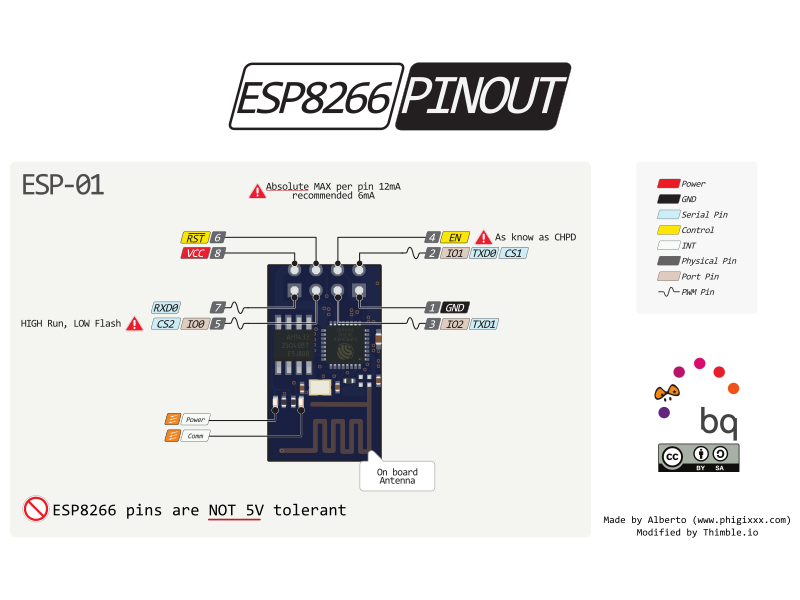 ESP8266 PINOUT
ESP-01
Absolute MAX per pin 12mA
recommended 6mA
RST 6
VCC 8
4 EN As know as CHPD
2 IO1 TXD0 CS1
RXD0 7
HIGH Run, LOW Flash CS2 IO0 5
1 GND
3 IO2 TXD1
Power
Comm
On board
Antenna
ESP8266 pins are NOT 5V tolerant
Power
GND
Serial Pin
Control
INT
Physical Pin
Port Pin
PWM Pin
bq
cc BY SA
Made by Alberto (www.phigixxx.com)
Modified by Thimble.io